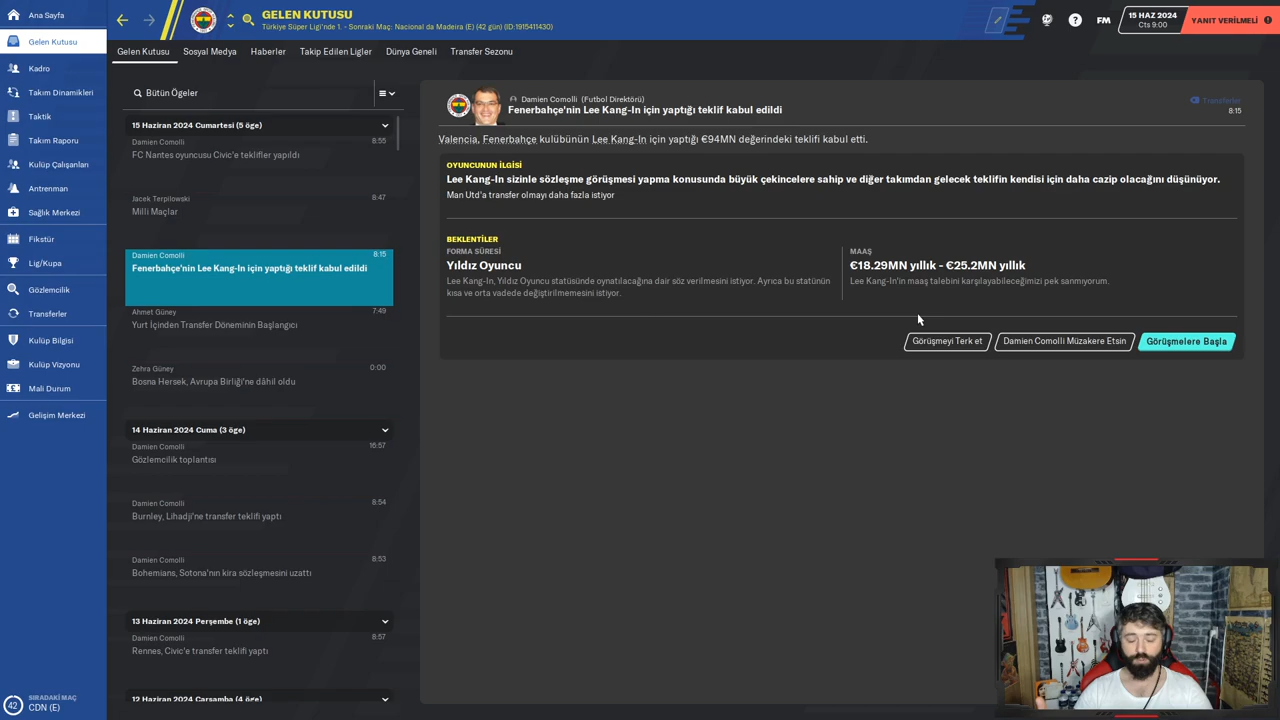 Ana Sayfa
Gelen Kutusu
Kadro
Takım Dinamikleri
Taktik
Takım Raporu
Kulüp Çalışanları
Antrenman
Sağlık Merkezi
Fikstür
Lig/Kupa
Gözlemcilik
Transferler
Kulüp Bilgisi
Kulüp Vizyonu
Mali Durum
Gelişim Merkezi
42
SIRADAKİ MAÇ
CDN (E)
GELEN KUTUSU
Türkiye Süper Ligi'nde 1. - Sonraki Maç: Nacional da Madeira (E) (42 gün) (ID:1915411430)
?
FM
15 HAZ 2024
Cts 9:00
YANIT VERİLMELİ
Gelen Kutusu
Sosyal Medya
Haberler
Takip Edilen Ligler
Dünya Geneli
Transfer Sezonu
Bütün Ögeler
15 Haziran 2024 Cumartesi (5 öge)
Damien Comolli 8:55
FC Nantes oyuncusu Civic'e teklifler yapıldı
Jacek Terpilowski 8:47
Milli Maçlar
Damien Comolli 8:15
Fenerbahçe'nin Lee Kang-In için yaptığı teklif kabul edildi
Ahmet Güney 7:49
Yurt İçinden Transfer Döneminin Başlangıcı
Zehra Güney 0:00
Bosna Hersek, Avrupa Birliği'ne dâhil oldu
14 Haziran 2024 Cuma (3 öge)
Damien Comolli 16:57
Gözlemcilik toplantısı
Damien Comolli 8:54
Burnley, Lihadji'ne transfer teklifi yaptı
Damien Comolli 8:53
Bohemians, Sotona'nın kira sözleşmesini uzattı
13 Haziran 2024 Perşembe (1 öge)
Damien Comolli 8:57
Rennes, Civic'e transfer teklifi yaptı
12 Haziran 2024 Çarşamba (4 öge)
Damien Comolli (Futbol Direktörü)
Fenerbahçe'nin Lee Kang-In için yaptığı teklif kabul edildi
Transferler
8:15
Valencia, Fenerbahçe kulübünün Lee Kang-In için yaptığı €94MN değerindeki teklifi kabul etti.
OYUNCUNUN İLGİSİ
Lee Kang-In sizinle sözleşme görüşmesi yapma konusunda büyük çekincelere sahip ve diğer takımdan gelecek teklifin kendisi için daha cazip olacağını düşünüyor.
Man Utd'a transfer olmayı daha fazla istiyor
BEKLENTİLER
FORMA SÜRESİ
Yıldız Oyuncu
Lee Kang-In, Yıldız Oyuncu statüsünde oynatılacağına dair söz verilmesini istiyor. Ayrıca bu statünün
kısa ve orta vadede değiştirilmemesini istiyor.
MAAŞ
€18.29MN yıllık - €25.2MN yıllık
Lee Kang-In'in maaş talebini karşılayabileceğimizi pek sanmıyorum.
Görüşmeyi Terk et
Damien Comolli Müzakere Etsin
Görüşmelere Başla